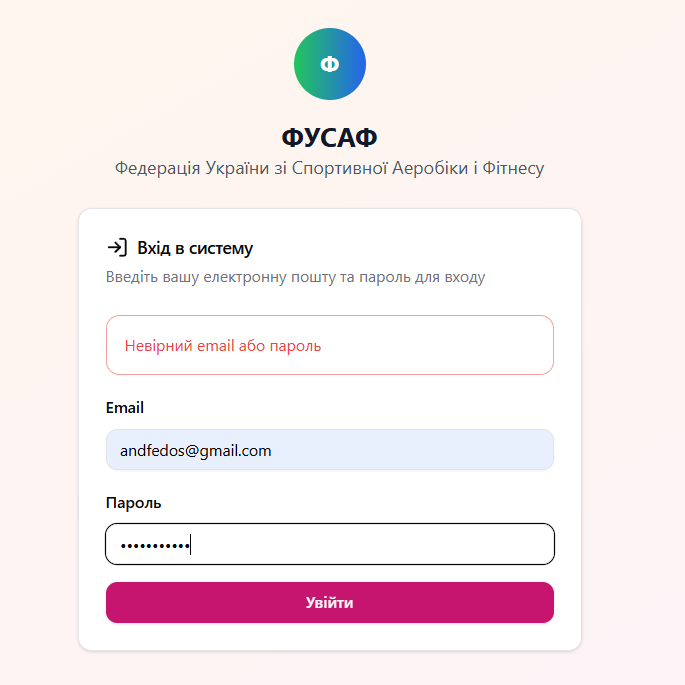 Ф
ФУСАФ
Федерація України зі Спортивної Аеробіки і Фітнесу
Вхід в систему
Введіть вашу електронну пошту та пароль для входу
Невірний email або пароль
Email
andfedos@gmail.com
Пароль
•••••••••••
Увійти